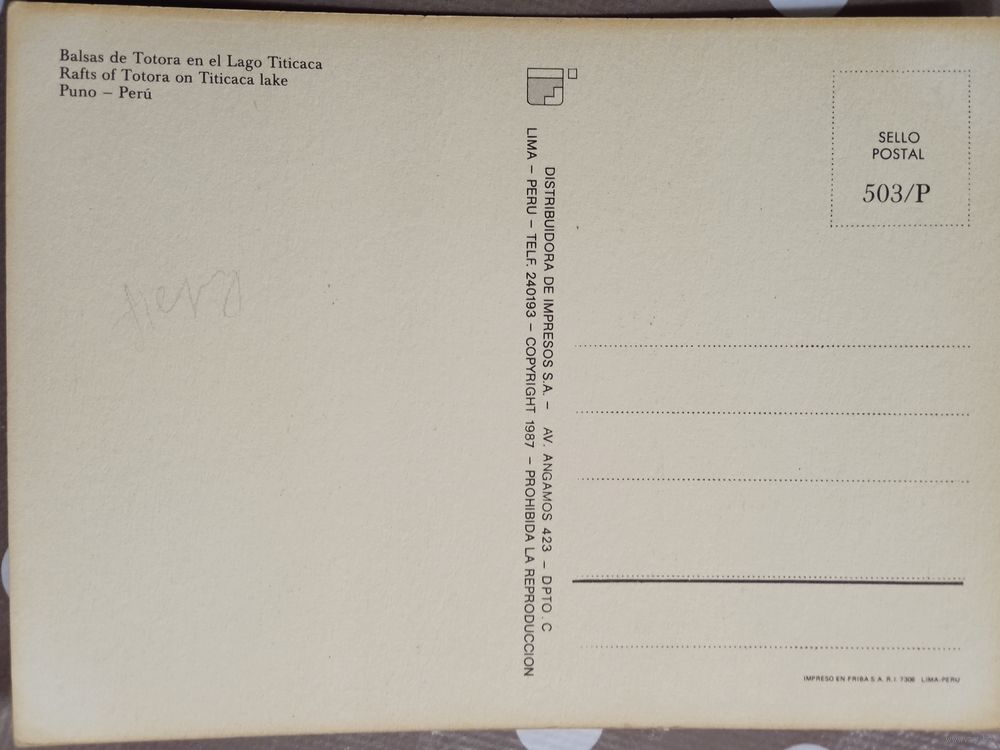 Balsas de Totora en el Lago Titicaca
Rafts of Totora on Titicaca lake
Puno – Perú
DISTRIBUIDORA DE IMPRESOS S.A. – AV. ANGAMOS 423 – DPTO. C
LIMA – PERU – TELF. 240193 – COPYRIGHT 1987 – PROHIBIDA LA REPRODUCCION
SELLO
POSTAL
503/P
IMPRESO EN FRIBA S.A. R.I. 7306 LIMA-PERU